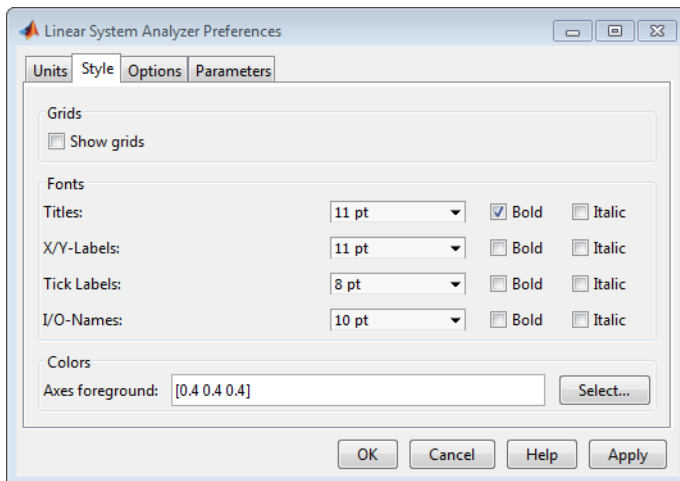 Linear System Analyzer Preferences
Units Style Options Parameters
Grids
Show grids
Fonts
Titles: 11 pt Bold Italic
X/Y-Labels: 11 pt Bold Italic
Tick Labels: 8 pt Bold Italic
I/O-Names: 10 pt Bold Italic
Colors
Axes foreground: [0.4 0.4 0.4] Select...
OK Cancel Help Apply